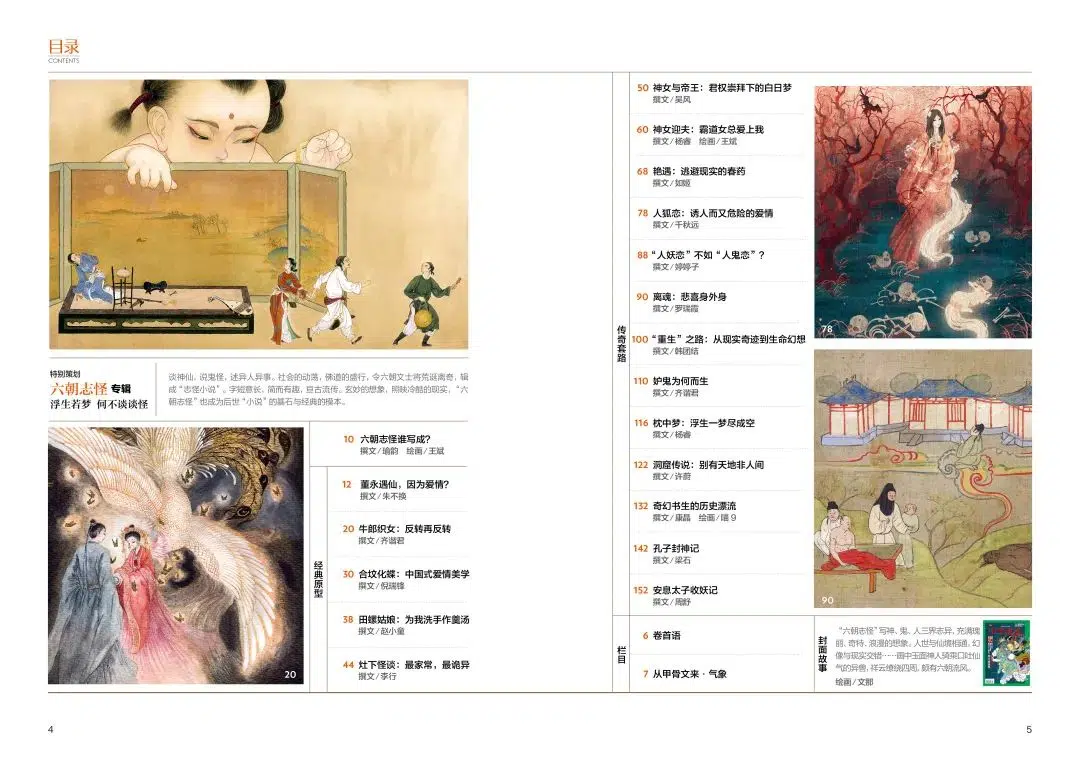 目录
CONTENTS
特别策划
六朝志怪 专辑
浮生若梦 何不谈谈怪
谈神仙，说鬼怪，述异人异事。社会的动荡，佛道的盛行，令六朝文士将荒诞离奇，辑
成“志怪小说”。字短意长，简而有趣，亘古流传。玄妙的想象，照映冷酷的现实，“六
朝志怪”也成为后世“小说”的基石与经典的模本。
20
10 六朝志怪谁写成？
撰文/瑜韵 绘画/王斌
经典原型
12 董永遇仙，因为爱情？
撰文/朱不换
20 牛郎织女：反转再反转
撰文/齐谐君
30 合坟化蝶：中国式爱情美学
撰文/倪瑞锋
38 田螺姑娘：为我洗手作羹汤
撰文/赵小童
44 灶下怪谈：最家常，最诡异
撰文/李行
4
传奇套路
50 神女与帝王：君权崇拜下的白日梦
撰文/吴风
60 神女迎夫：霸道女总爱上我
撰文/杨睿 绘画/王斌
68 艳遇：逃避现实的春药
撰文/如姬
78 人狐恋：诱人而又危险的爱情
撰文/千秋远
88 “人妖恋”不如“人鬼恋”？
撰文/婷婷子
90 离魂：悲喜身外身
撰文/罗瑞霞
100 “重生”之路：从现实奇迹到生命幻想
撰文/韩团结
110 妒鬼为何而生
撰文/齐谐君
116 枕中梦：浮生一梦尽成空
撰文/杨睿
122 洞窟传说：别有天地非人间
撰文/许蔚
132 奇幻书生的历史漂流
撰文/康晶 绘画/嘻9
142 孔子封神记
撰文/梁石
152 安息太子收妖记
撰文/周舒
栏目
6 卷首语
7 从甲骨文来·气象
78
90
封面故事
“六朝志怪”写神、鬼、人三界志异，充满瑰
丽、奇特、浪漫的想象。人世与仙境相通，幻
像与现实交错……画中玉面神人骑乘口吐仙
气的异兽，祥云缭绕四周，颇有六朝流风。
绘画/文那
5